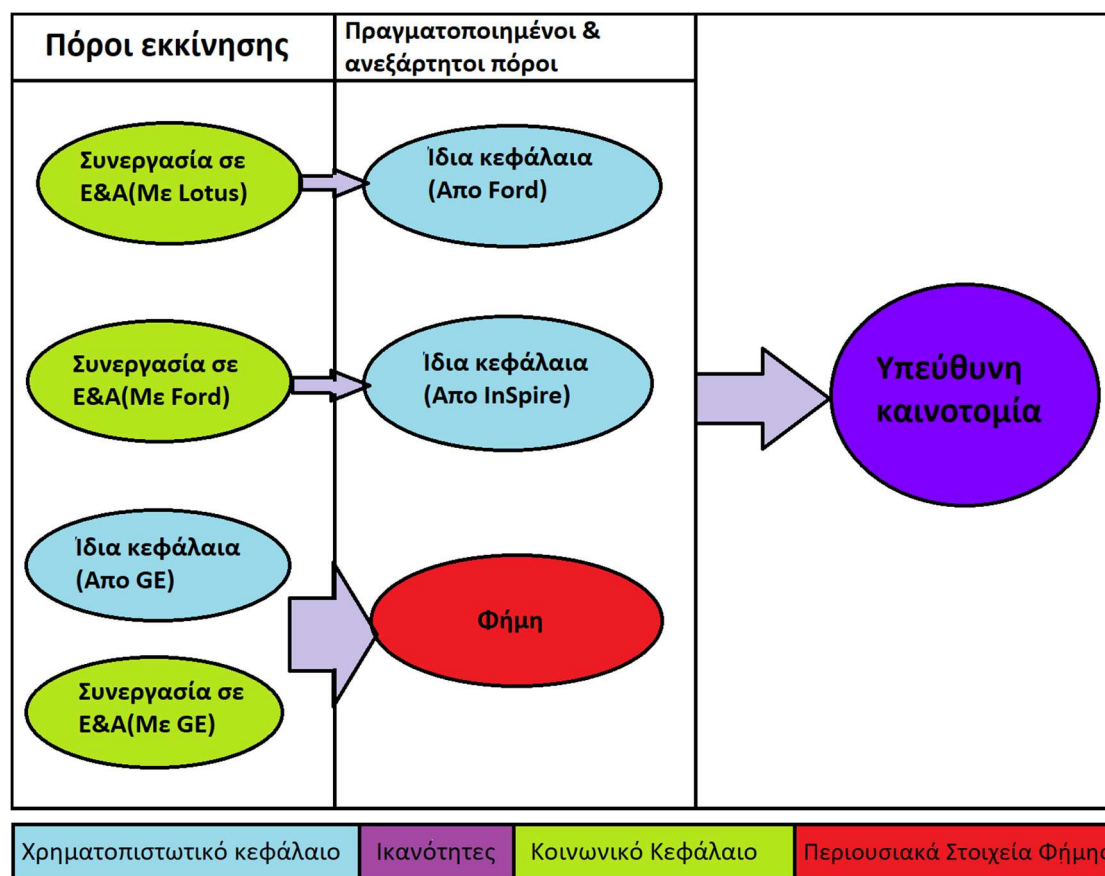 Πόροι εκκίνησης
Πραγματοποιημένοι &
ανεξάρτητοι πόροι
Συνεργασία σε
Ε&Α(Με Lotus)
Ίδια κεφάλαια
(Απο Ford)
Συνεργασία σε
Ε&Α(Με Ford)
Ίδια κεφάλαια
(Απο InSpire)
Υπεύθυνη
καινοτομία
Ίδια κεφάλαια
(Απο GE)
Φήμη
Συνεργασία σε
Ε&Α(Με GE)
Χρηματοπιστωτικό κεφάλαιο
Ικανότητες
Κοινωνικό Κεφάλαιο
Περιουσιακά Στοιχεία Φήμης